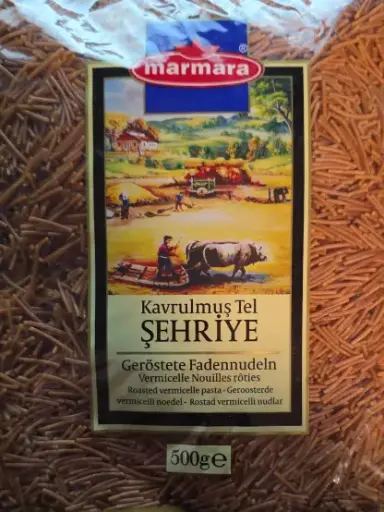 ®
marmara
Kavrulmuş Tel
ŞEHRİYE
Geröstete Fadennudeln
Vermicelle Nouilles rôties
Roasted vermicelle pasta - Geroosterde
vermicelli noedel - Rostad vermicelli nudlar
500g℮